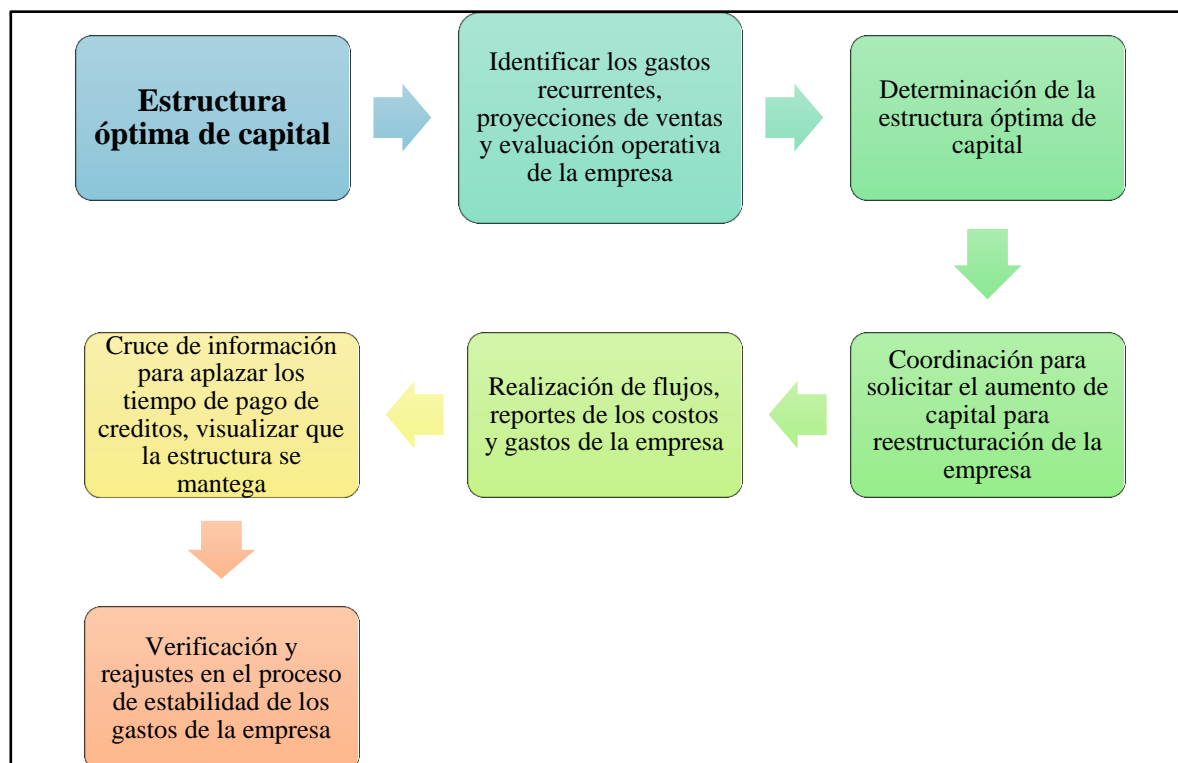 Estructura
óptima de capital
Identificar los gastos
recurrentes,
proyecciones de ventas
y evaluación operativa
de la empresa
Determinación de la
estructura óptima de
capital
Coordinación para
solicitar el aumento de
capital para
reestructuración de la
empresa
Realización de flujos,
reportes de los costos
y gastos de la empresa
Cruce de información
para aplazar los
tiempo de pago de
creditos, visualizar que
la estructura se
mantega
Verificación y
reajustes en el proceso
de estabilidad de los
gastos de la empresa